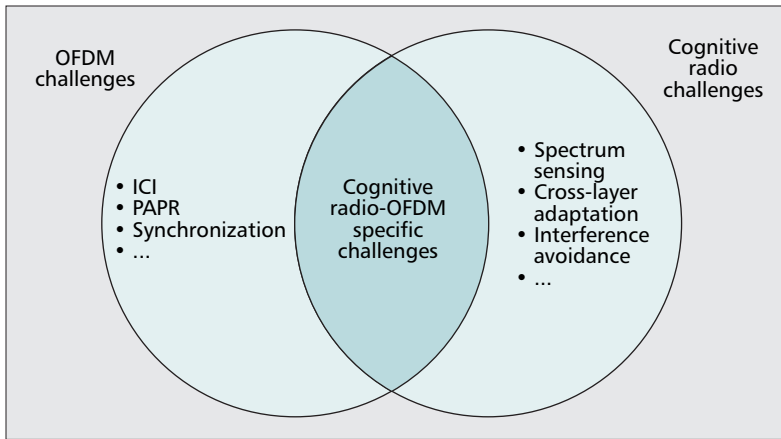 OFDM
challenges
Cognitive
radio
challenges
• ICI
• PAPR
• Synchronization
• ...
Cognitive
radio-OFDM
specific
challenges
• Spectrum
sensing
• Cross-layer
adaptation
• Interference
avoidance
• ...